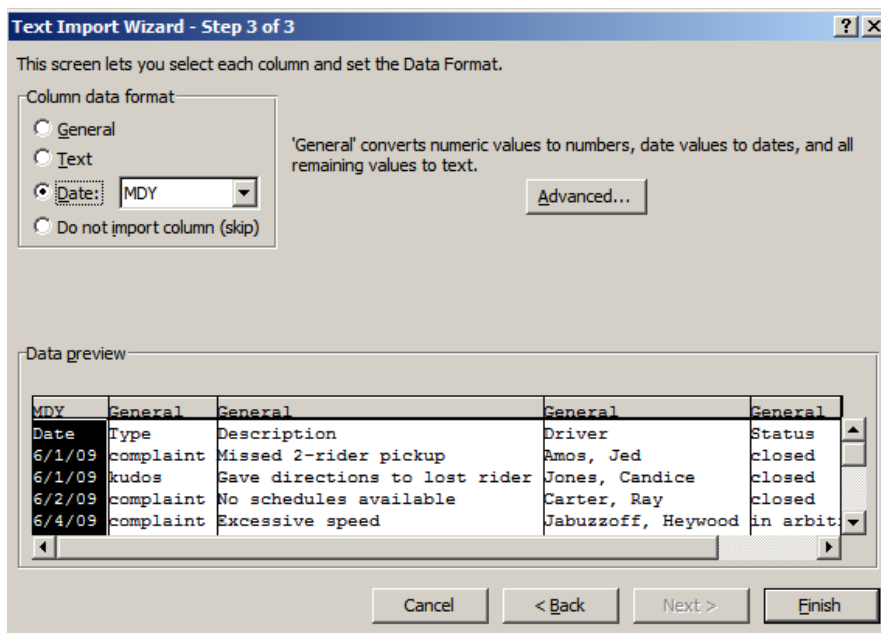 Text Import Wizard - Step 3 of 3
This screen lets you select each column and set the Data Format.
Column data format
General
Text
Date: MDY
Do not import column (skip)
'General' converts numeric values to numbers, date values to dates, and all
remaining values to text.
Advanced...
Data preview
MDY General General General General
Date Type Description Driver Status
6/1/09 complaint Missed 2-rider pickup Amos, Jed closed
6/1/09 kudos Gave directions to lost rider Jones, Candice closed
6/2/09 complaint No schedules available Carter, Ray closed
6/4/09 complaint Excessive speed Jabuzzoff, Heywood in arbit
Cancel < Back Next > Finish